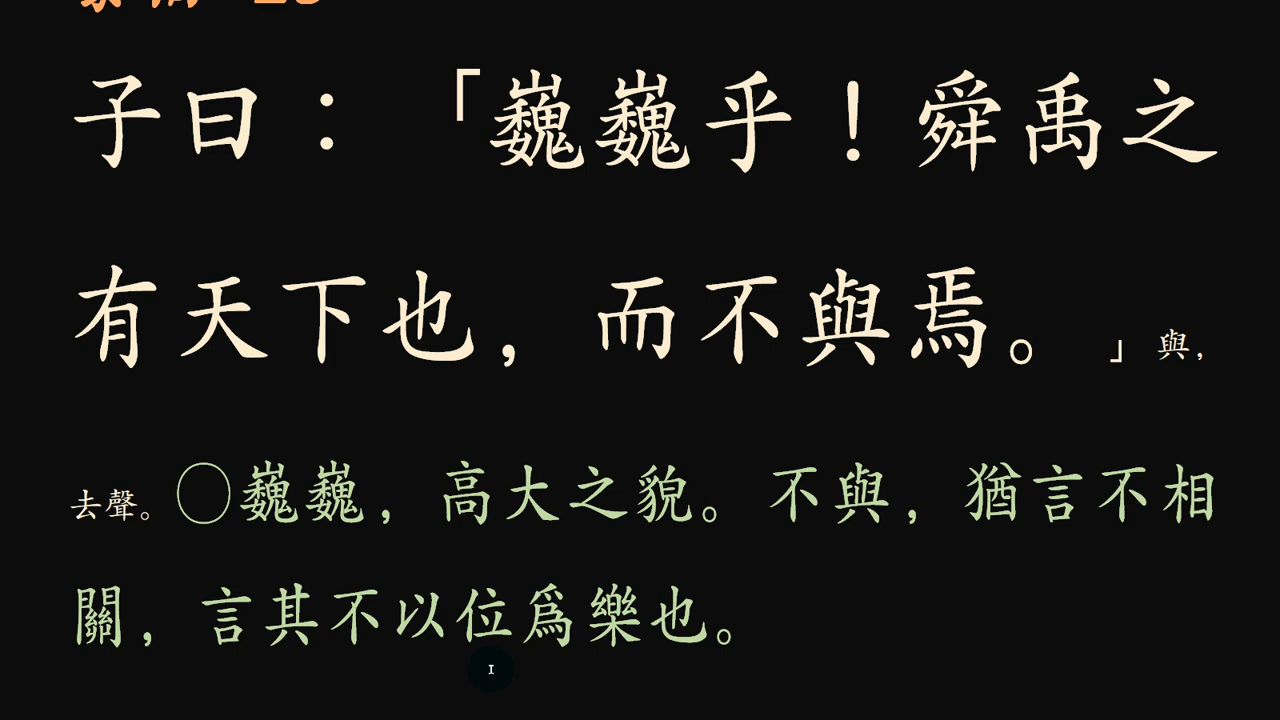 子曰：「巍巍乎！舜禹之
有天下也，而不與焉。」與，
去聲。○巍巍，高大之貌。不與，猶言不相
關，言其不以位爲樂也。